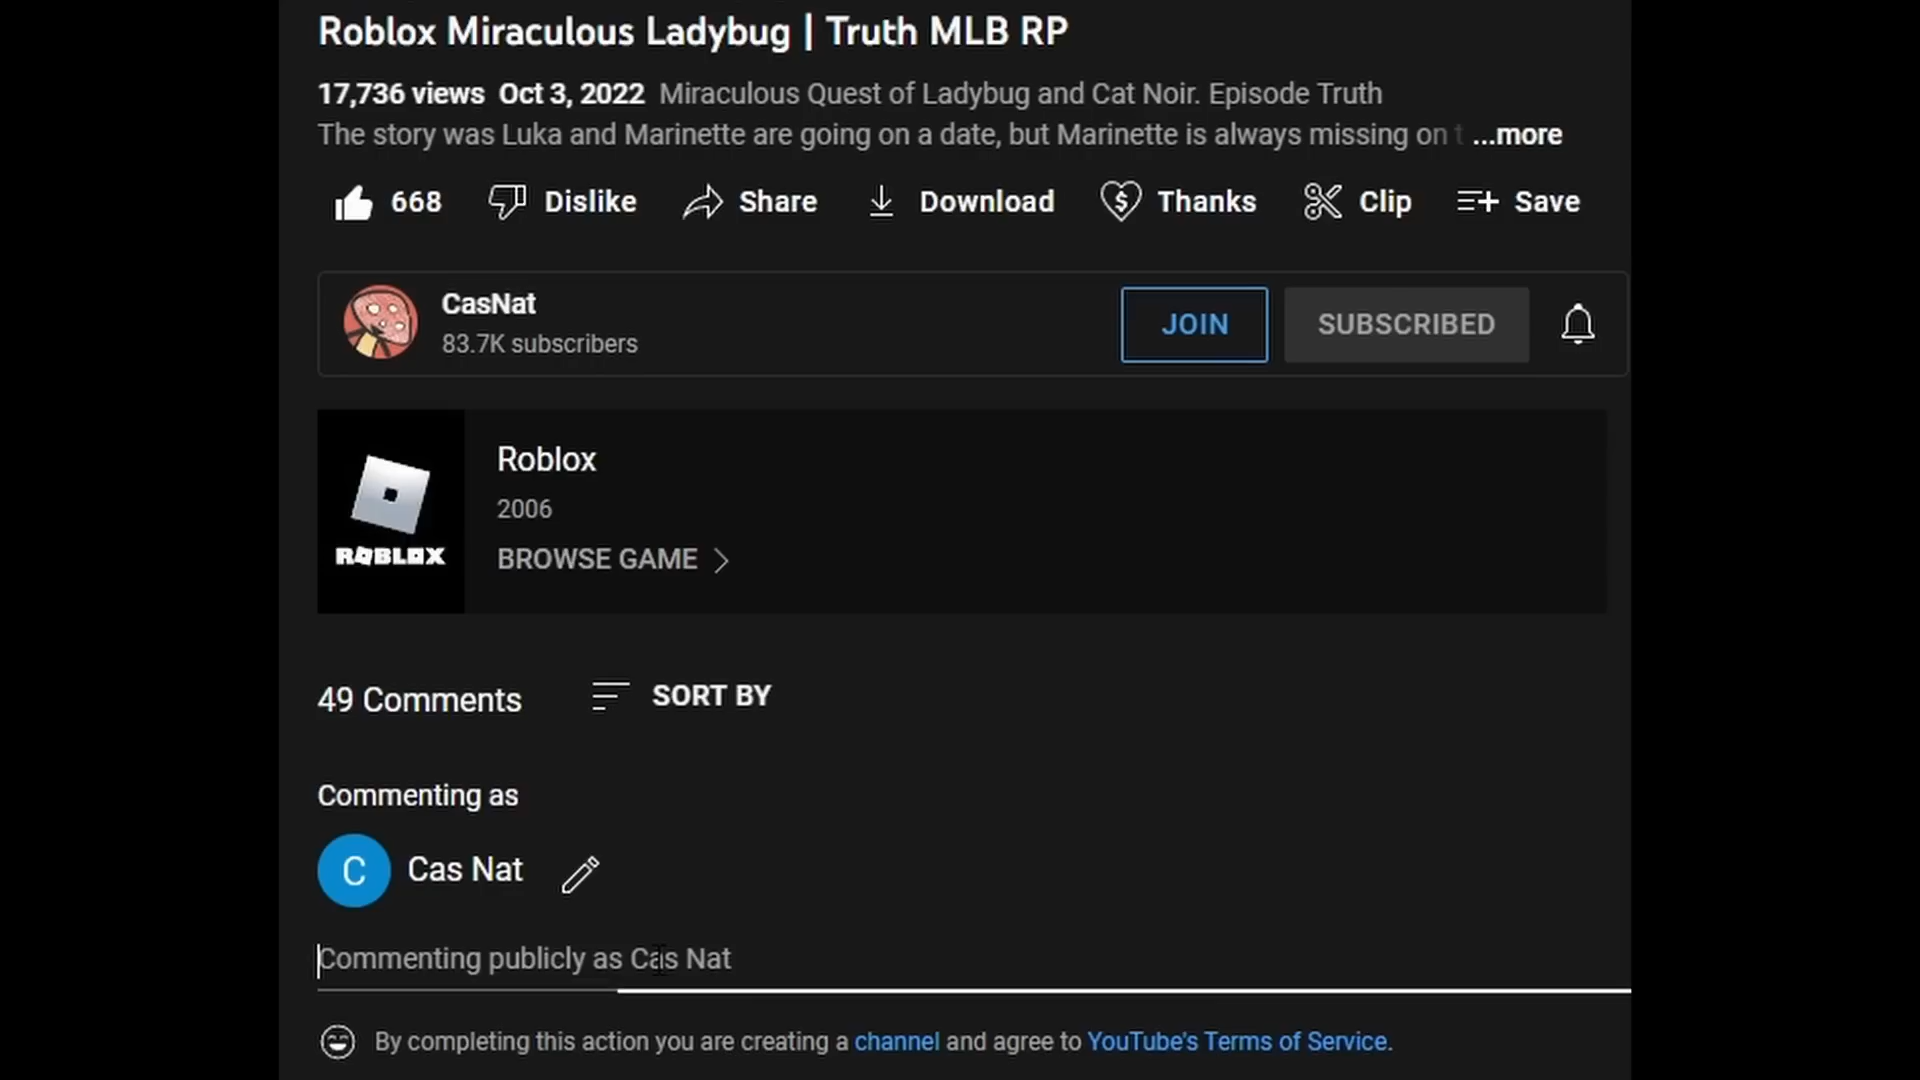 Roblox Miraculous Ladybug | Truth MLB RP
17,736 views Oct 3, 2022 Miraculous Quest of Ladybug and Cat Noir. Episode Truth
The story was Luka and Marinette are going on a date, but Marinette is always missing on t ...more
668 Dislike Share Download Thanks Clip Save
CasNat
83.7K subscribers
JOIN SUBSCRIBED
Roblox
2006
BROWSE GAME
ROBLOX
49 Comments SORT BY
Commenting as
C Cas Nat
Commenting publicly as Cas Nat
By completing this action you are creating a channel and agree to YouTube's Terms of Service.